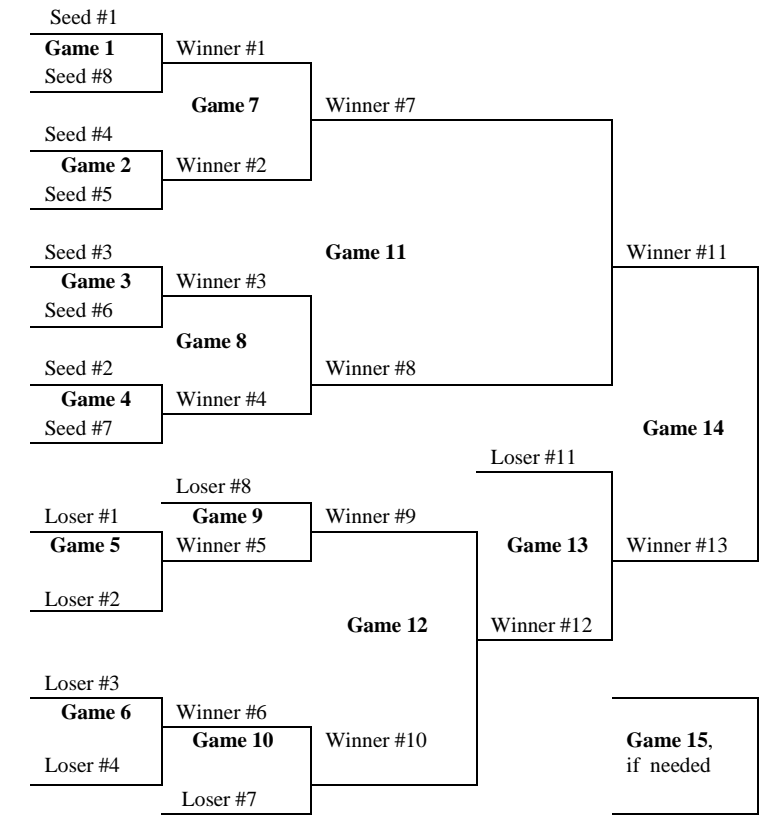 Seed #1
Game 1
Winner #1
Seed #8
Game 7
Winner #7
Seed #4
Game 2
Winner #2
Seed #5
Seed #3
Game 11
Winner #11
Game 3
Winner #3
Seed #6
Game 8
Seed #2
Winner #8
Game 4
Winner #4
Seed #7
Game 14
Loser #11
Loser #8
Loser #1
Game 9
Winner #9
Game 5
Winner #5
Game 13
Winner #13
Loser #2
Game 12
Winner #12
Loser #3
Game 6
Winner #6
Game 10
Winner #10
Game 15,
if needed
Loser #4
Loser #7